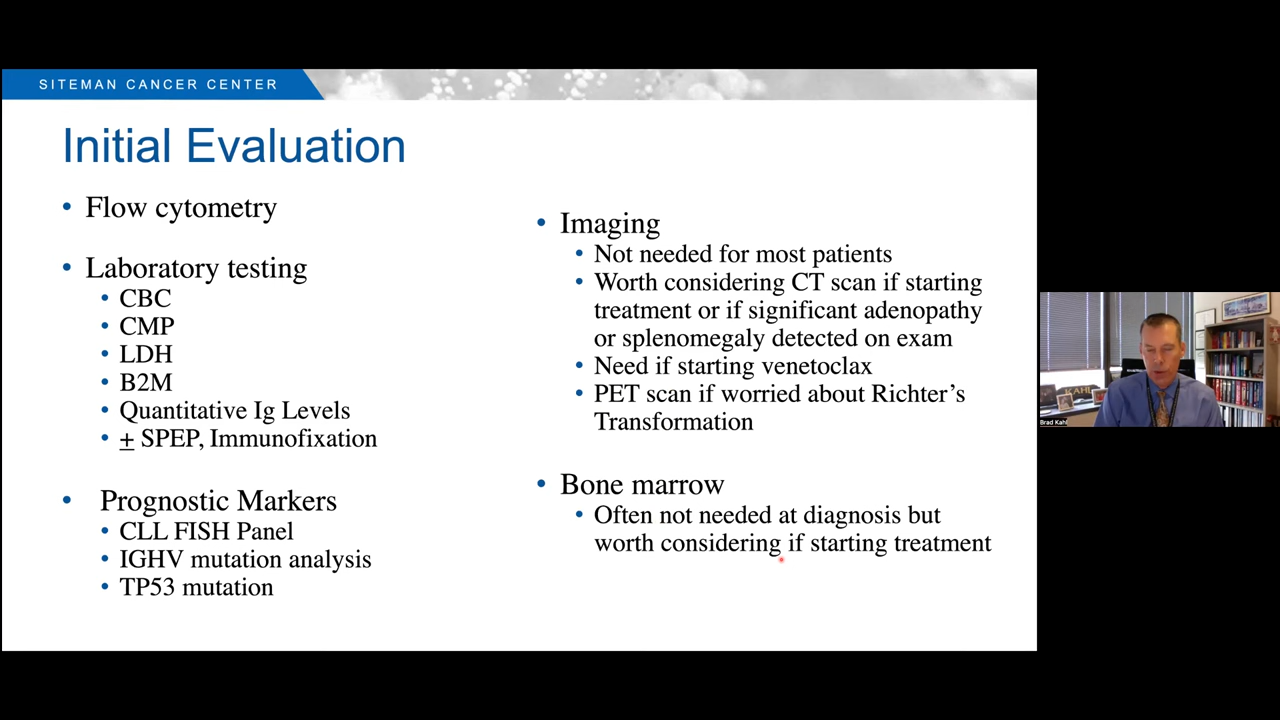 SITEMAN CANCER CENTER
Initial Evaluation
• Flow cytometry
• Laboratory testing
• CBC
• CMP
• LDH
• B2M
• Quantitative Ig Levels
• + SPEP, Immunofixation
• Prognostic Markers
• CLL FISH Panel
• IGHV mutation analysis
• TP53 mutation
• Imaging
• Not needed for most patients
• Worth considering CT scan if starting
treatment or if significant adenopathy
or splenomegaly detected on exam
• Need if starting venetoclax
• PET scan if worried about Richter’s
Transformation
• Bone marrow
• Often not needed at diagnosis but
worth considering if starting treatment
KAHL
Brad Kahl